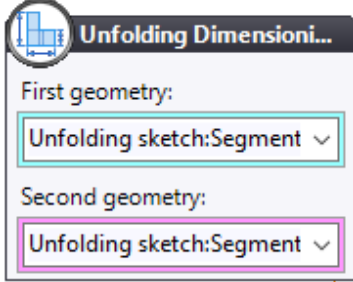 Unfolding Dimensioni...
First geometry:
Unfolding sketch:Segment
Second geometry:
Unfolding sketch:Segment